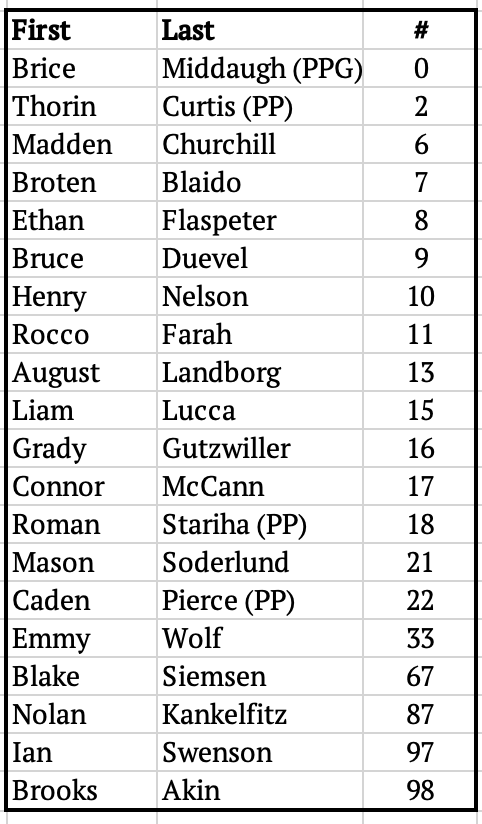 First Last #
Brice Middaugh (PPG) 0
Thorin Curtis (PP) 2
Madden Churchill 6
Broten Blaido 7
Ethan Flaspeter 8
Bruce Duevel 9
Henry Nelson 10
Rocco Farah 11
August Landborg 13
Liam Lucca 15
Grady Gutzwiller 16
Connor McCann 17
Roman Stariha (PP) 18
Mason Soderlund 21
Caden Pierce (PP) 22
Emmy Wolf 33
Blake Siemsen 67
Nolan Kankelfitz 87
Ian Swenson 97
Brooks Akin 98